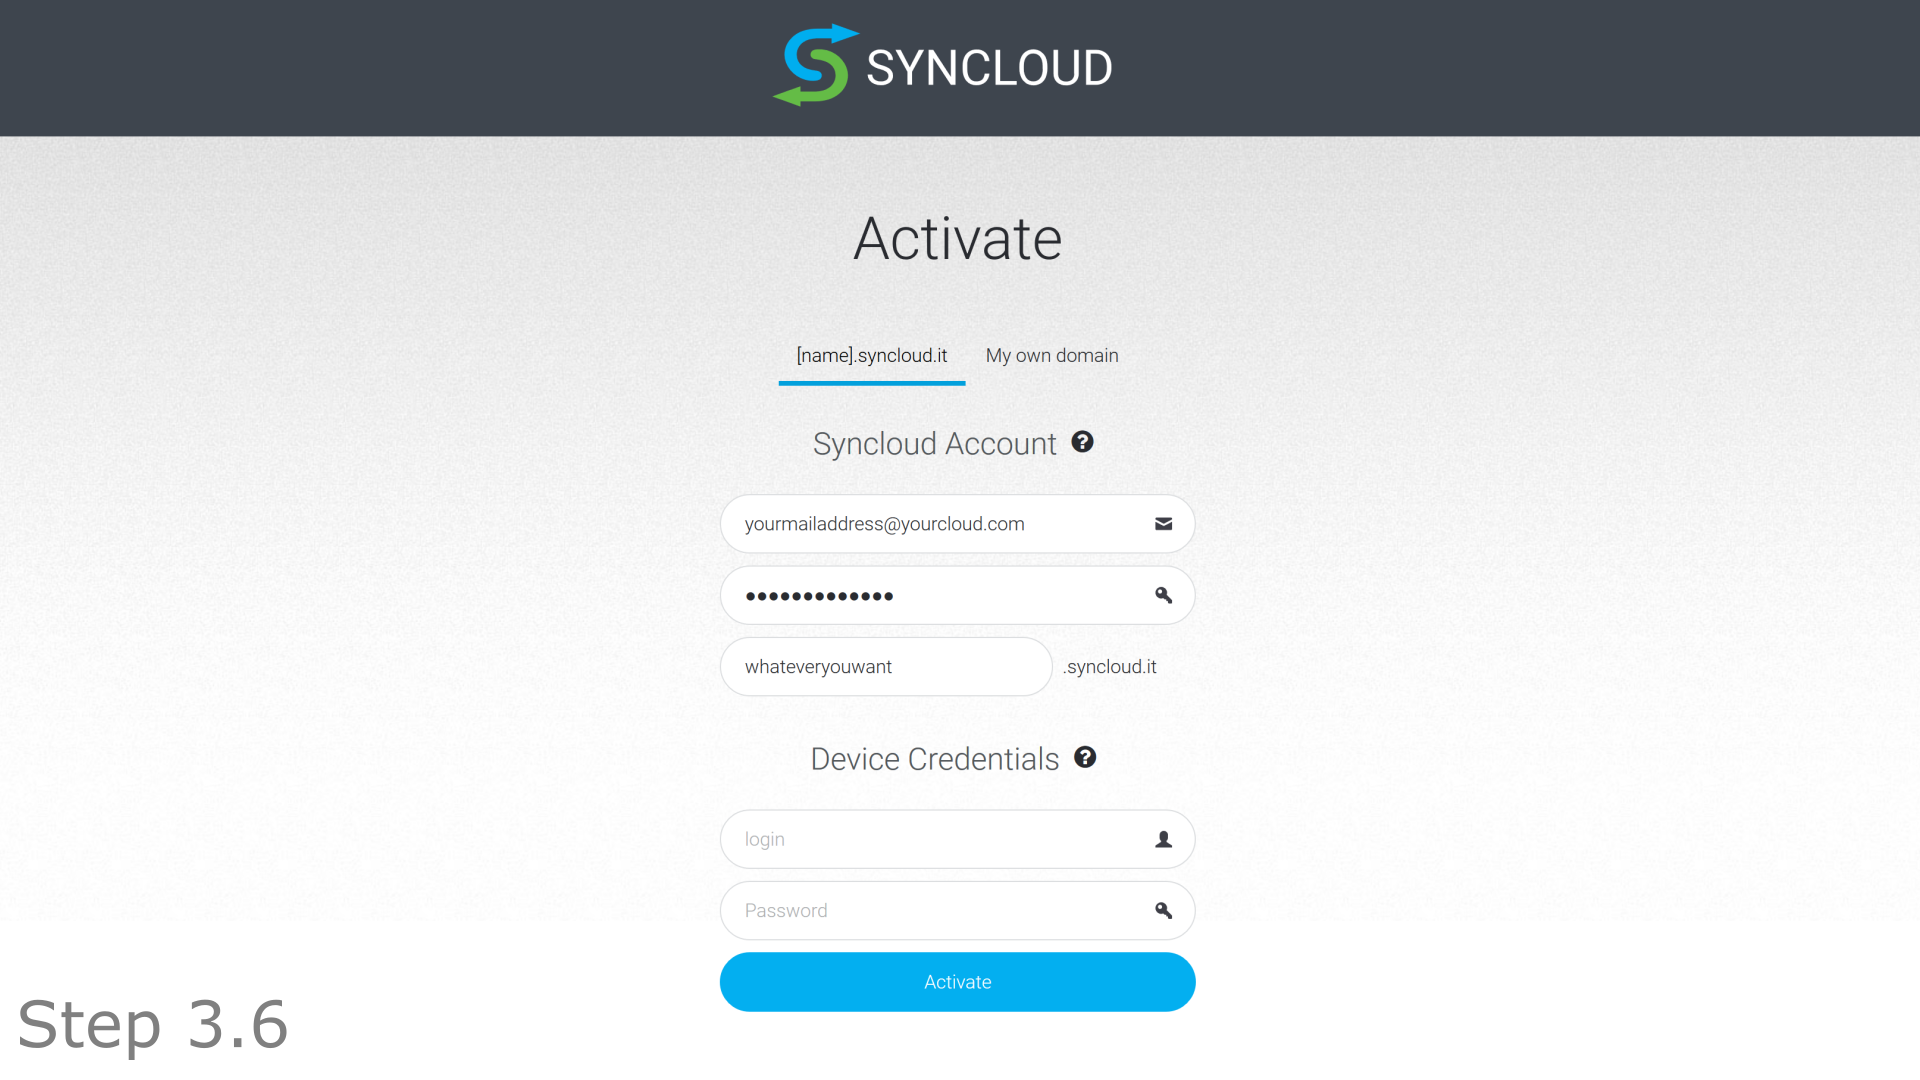 SYNCLOUD
Activate
[name].syncloud.it My own domain
Syncloud Account
yourmailaddress@yourcloud.com
•••••••••••••
whateveryouwant .syncloud.it
Device Credentials
login
Password
Activate
Step 3.6